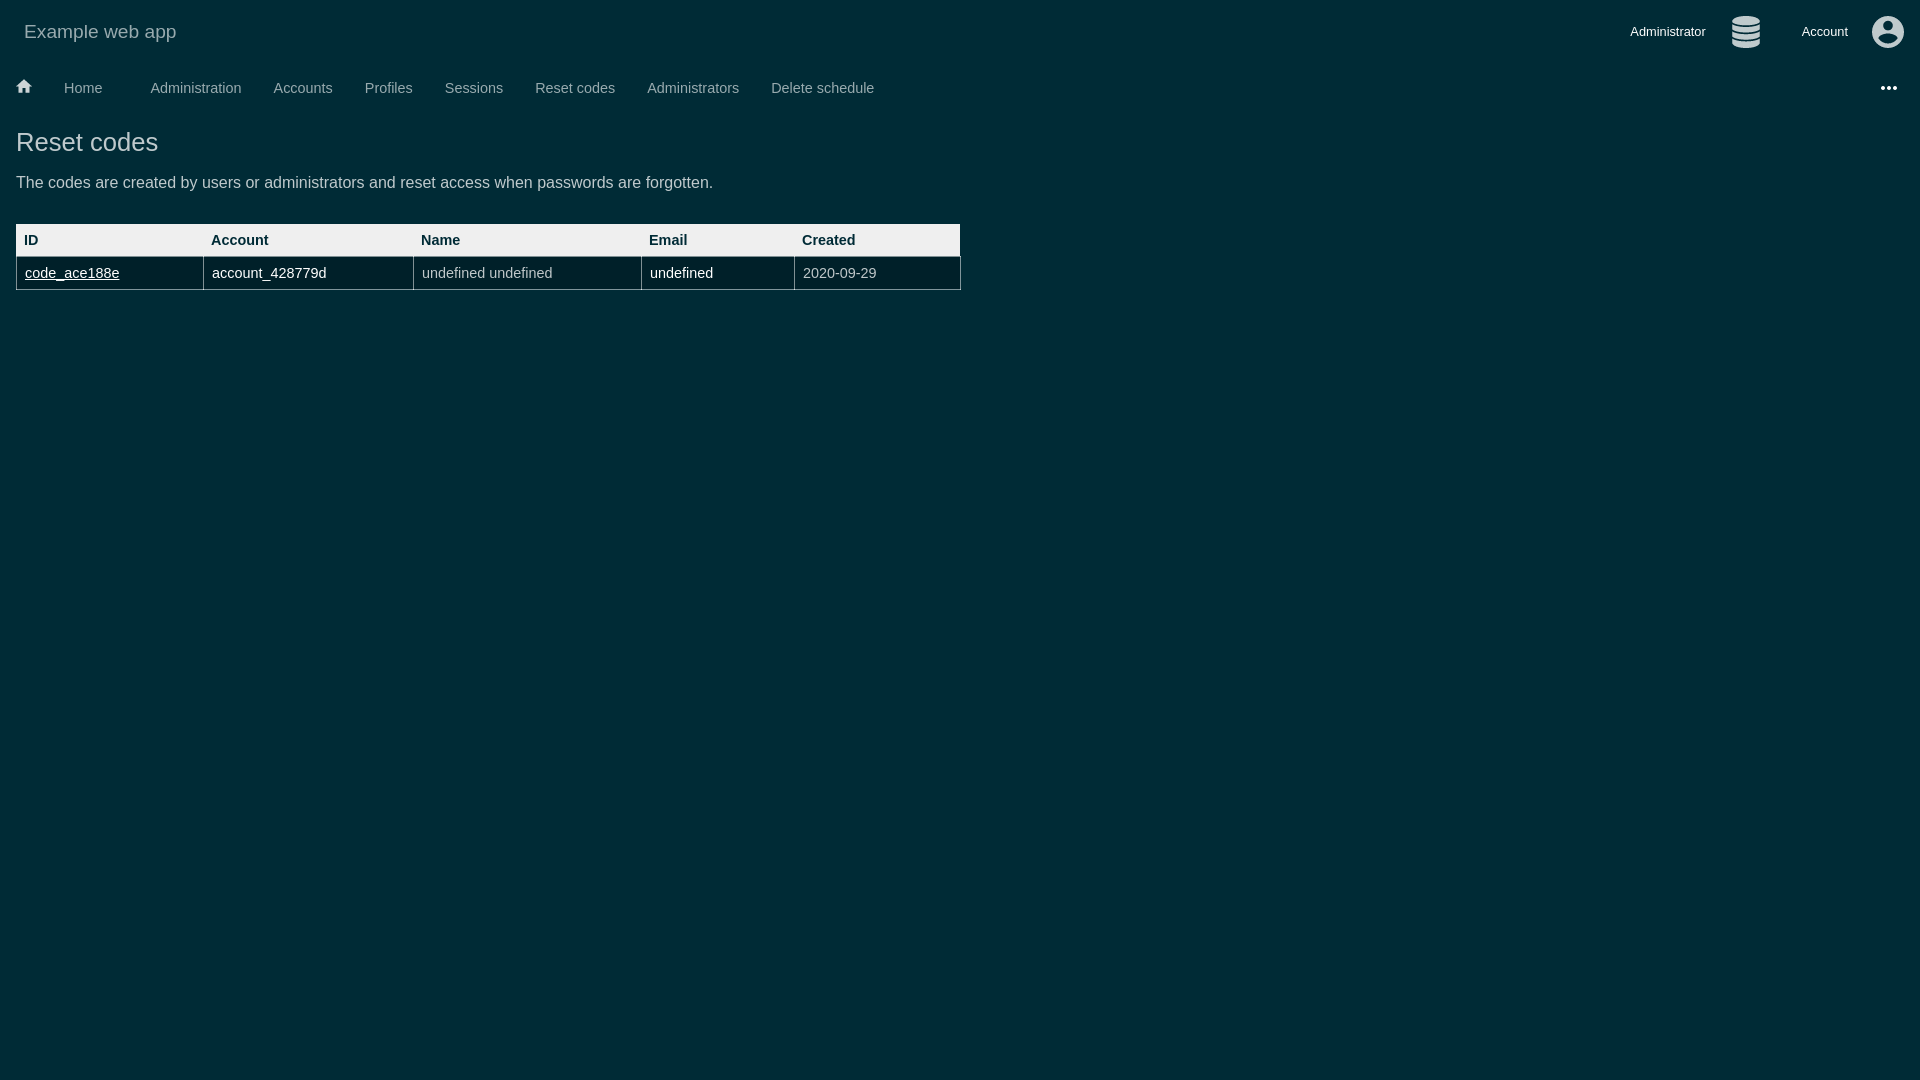 Example web app
Administrator Account
Home Administration Accounts Profiles Sessions Reset codes Administrators Delete schedule
Reset codes
The codes are created by users or administrators and reset access when passwords are forgotten.
ID Account Name Email Created
code_ace188e account_428779d undefined undefined undefined 2020-09-29